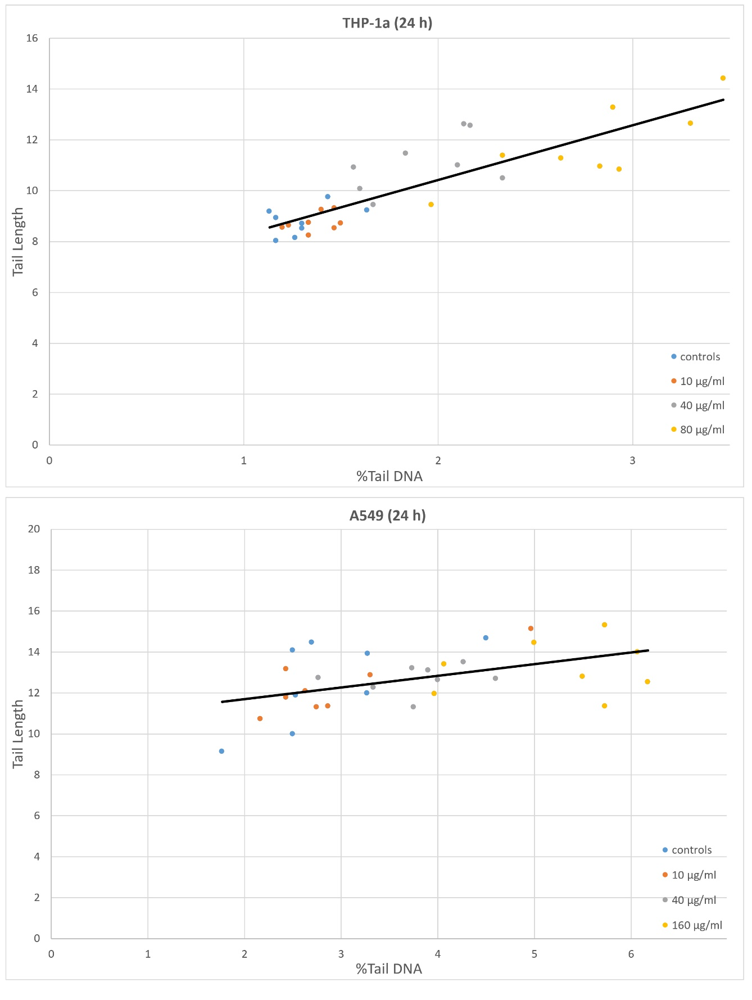 THP-1a (24 h)
16
14
12
10
8
6
4
2
0
Tail Length
controls
10 µg/ml
40 µg/ml
80 µg/ml
0 1 2 3
%Tail DNA
A549 (24 h)
20
18
16
14
12
10
8
6
4
2
0
Tail Length
controls
10 µg/ml
40 µg/ml
160 µg/ml
0 1 2 3 4 5 6
%Tail DNA